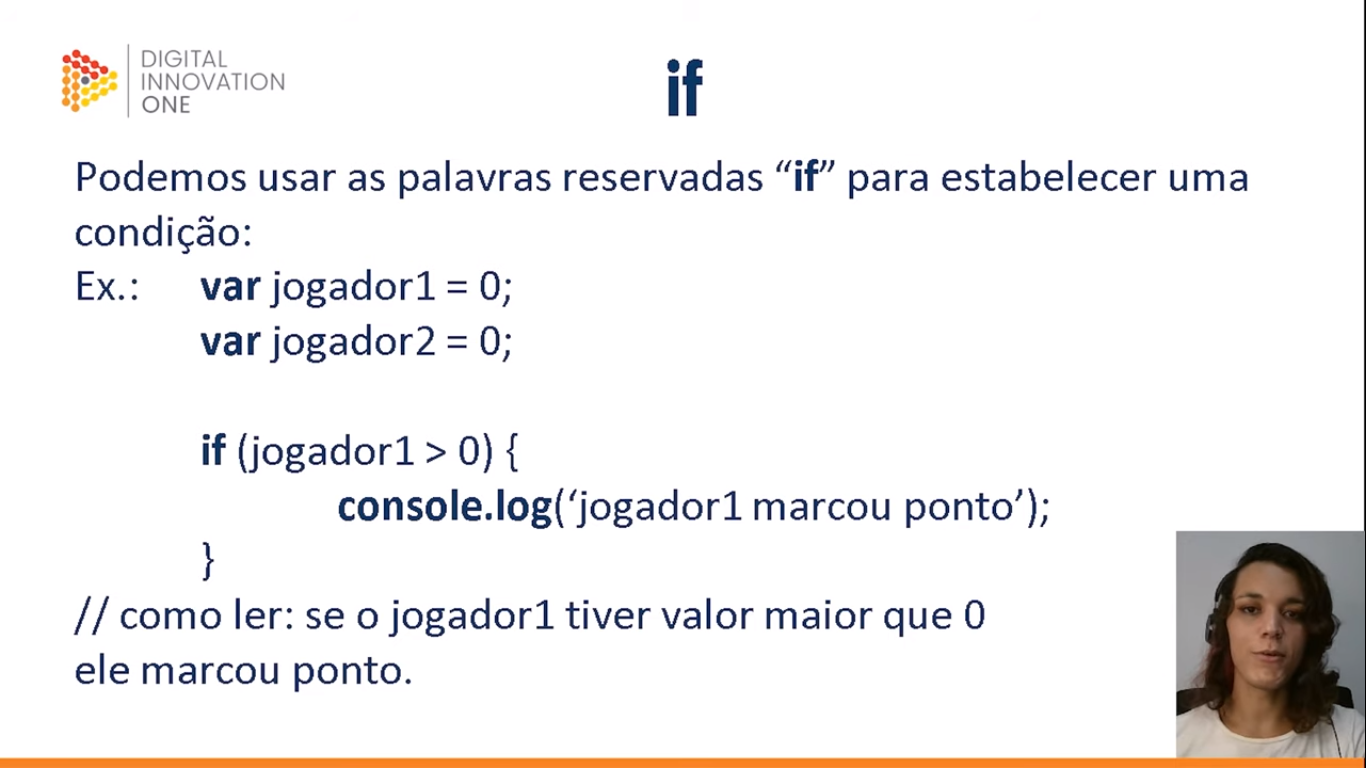 DIGITAL
INNOVATION
ONE
if
Podemos usar as palavras reservadas “if” para estabelecer uma
condição:
Ex.: var jogador1 = 0;
var jogador2 = 0;
if (jogador1 > 0) {
console.log(‘jogador1 marcou ponto’);
}
// como ler: se o jogador1 tiver valor maior que 0
ele marcou ponto.